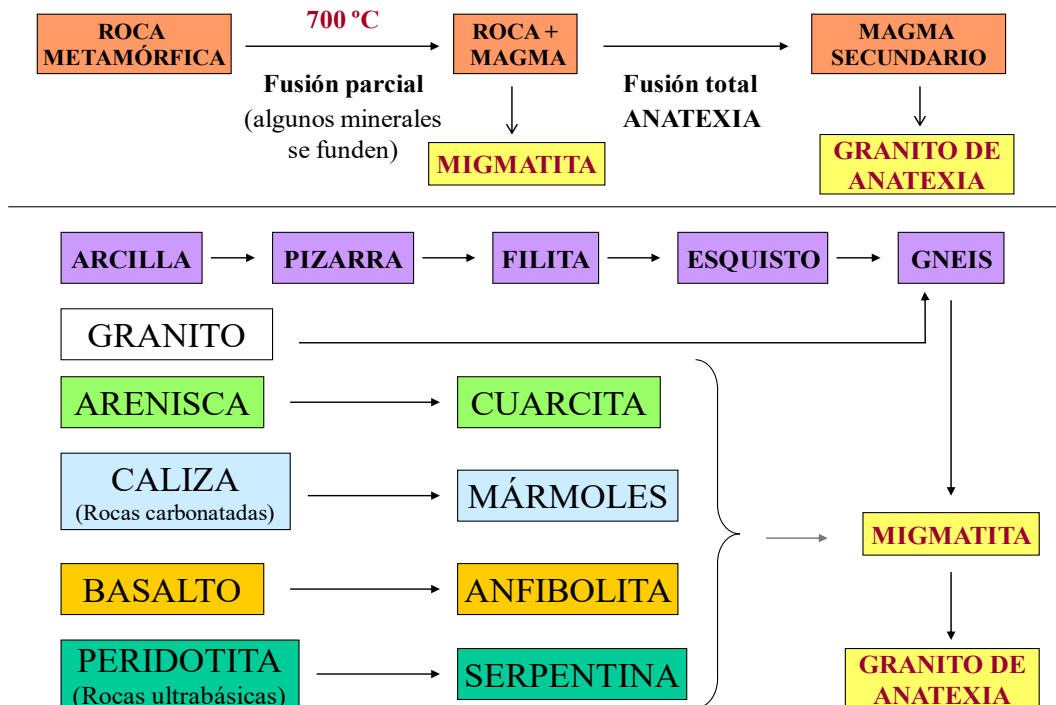 ROCA
METAMÓRFICA
700 ºC
Fusión parcial
(algunos minerales
se funden)
ROCA +
MAGMA
MIGMATITA
Fusión total
ANATEXIA
MAGMA
SECUNDARIO
GRANITO DE
ANATEXIA
ARCILLA
PIZARRA
FILITA
ESQUISTO
GNEIS
GRANITO
ARENISCA
CUARCITA
CALIZA
(Rocas carbonatadas)
MÁRMOLES
BASALTO
ANFIBOLITA
PERIDOTITA
(Rocas ultrabásicas)
SERPENTINA
MIGMATITA
GRANITO DE
ANATEXIA